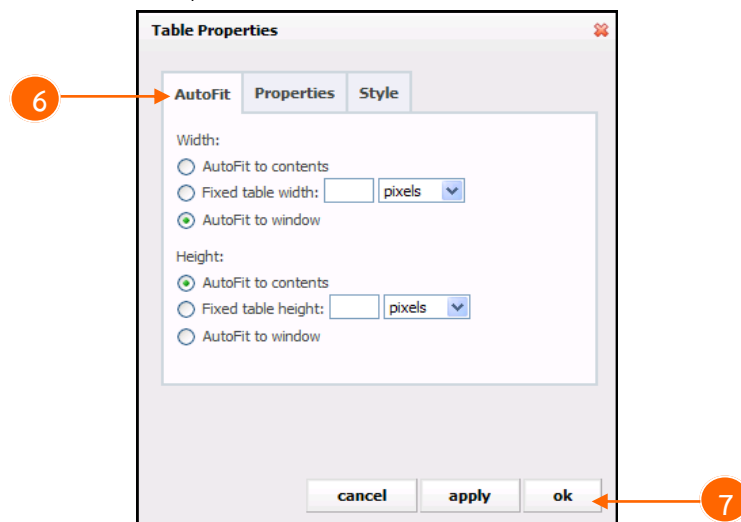 Table Properties
6
AutoFit Properties Style
Width:
AutoFit to contents
Fixed table width: pixels
AutoFit to window
Height:
AutoFit to contents
Fixed table height: pixels
AutoFit to window
cancel apply ok
7